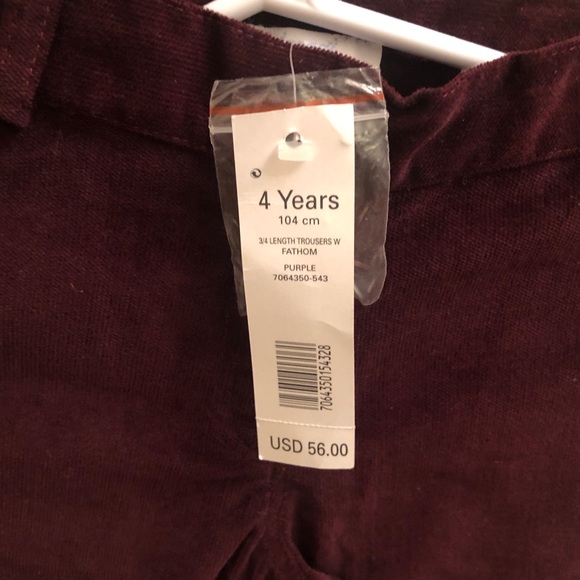 4 Years
104 cm
3/4 LENGTH TROUSERS W
FATHOM
PURPLE
7064350-543
7064350154328
USD 56.00